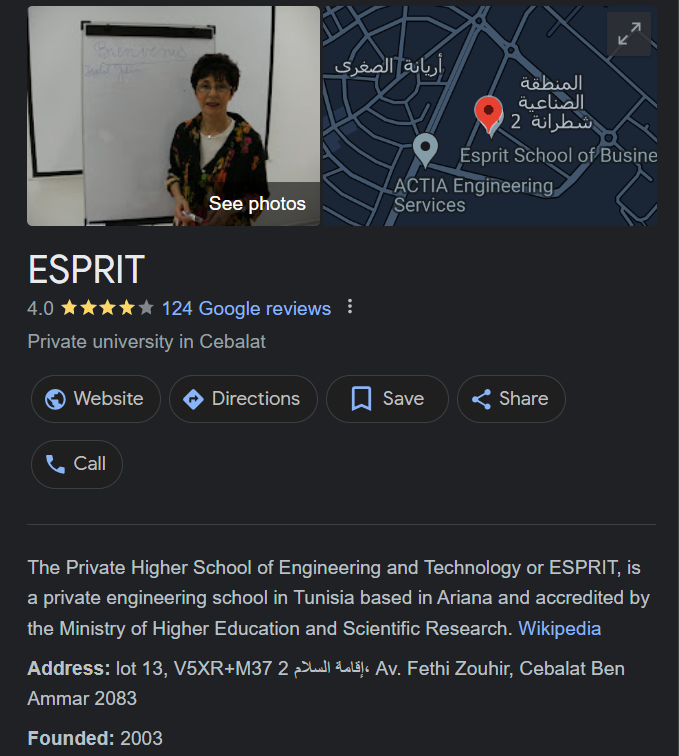 Bienvenus
See photos
أريانة الصغرى
المنطقة
الصناعية
شطرانة 2
Esprit School of Busine
ACTIA Engineering
Services
ESPRIT
4.0 124 Google reviews
Private university in Cebalat
Website Directions Save Share
Call
The Private Higher School of Engineering and Technology or ESPRIT, is
a private engineering school in Tunisia based in Ariana and accredited by
the Ministry of Higher Education and Scientific Research. Wikipedia
Address: lot 13, V5XR+M37 2 إقامة السلام، Av. Fethi Zouhir, Cebalat Ben
Ammar 2083
Founded: 2003